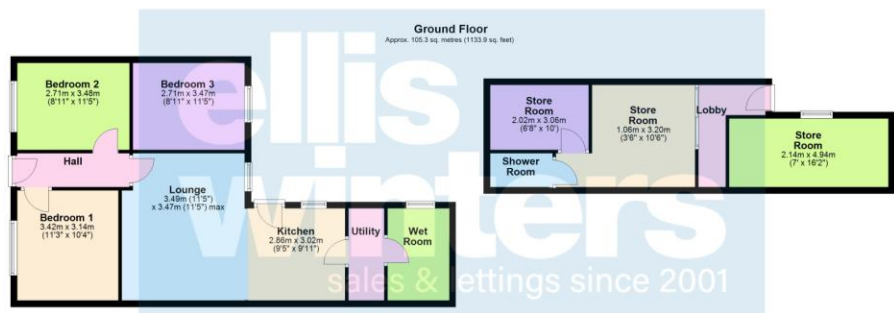 Ground Floor
Approx. 105.3 sq. metres (1133.9 sq. feet)
ellis
winters
sales & lettings since 2001
Bedroom 2
2.71m x 3.48m
(8'11" x 11'5")
Bedroom 3
2.71m x 3.47m
(8'11" x 11'5")
Hall
Lounge
3.49m (11'5")
x 3.47m (11'5") max
Bedroom 1
3.42m x 3.14m
(11'3" x 10'4")
Kitchen
2.86m x 3.02m
(9'5" x 9'11")
Utility
Wet
Room
Store
Room
2.02m x 3.06m
(6'8" x 10')
Shower
Room
Store
Room
1.06m x 3.20m
(3'6" x 10'6")
Lobby
Store
Room
2.14m x 4.94m
(7' x 16'2")